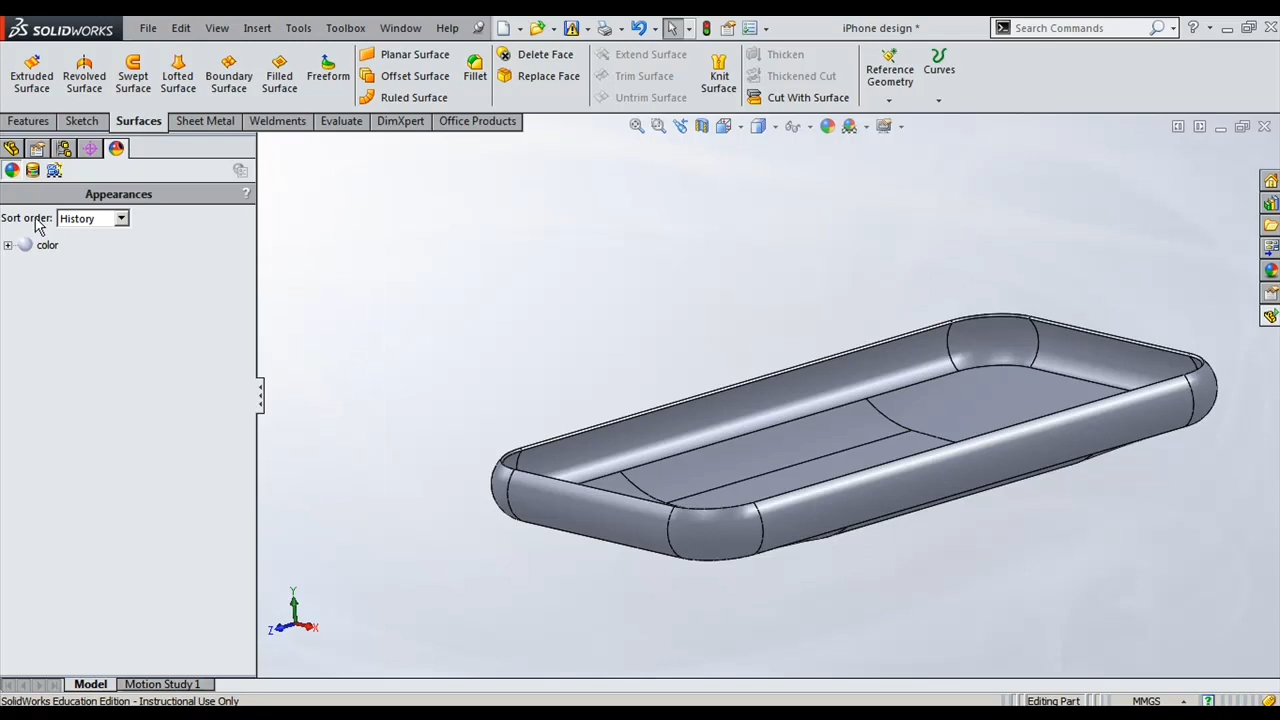 SOLIDWORKS File Edit View Insert Tools Toolbox Window Help iPhone design * Search Commands
Extruded Surface
Revolved Surface
Swept Surface
Lofted Surface
Boundary Surface
Filled Surface
Freeform
Planar Surface
Offset Surface
Ruled Surface
Fillet
Delete Face
Replace Face
Extend Surface
Trim Surface
Untrim Surface
Knit Surface
Thicken
Thickened Cut
Cut With Surface
Reference Geometry
Curves
Features Sketch Surfaces Sheet Metal Weldments Evaluate DimXpert Office Products
Appearances ?
Sort order: History
color
Y
Z X
Model Motion Study 1
SolidWorks Education Edition - Instructional Use Only Editing Part MMGS ?